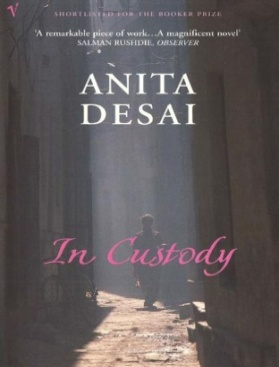 SHORTLISTED FOR THE BOOKER PRIZE
'A remarkable piece of work...A magnificent novel'
SALMAN RUSHDIE, OBSERVER
ANITA
DESAI
In Custody